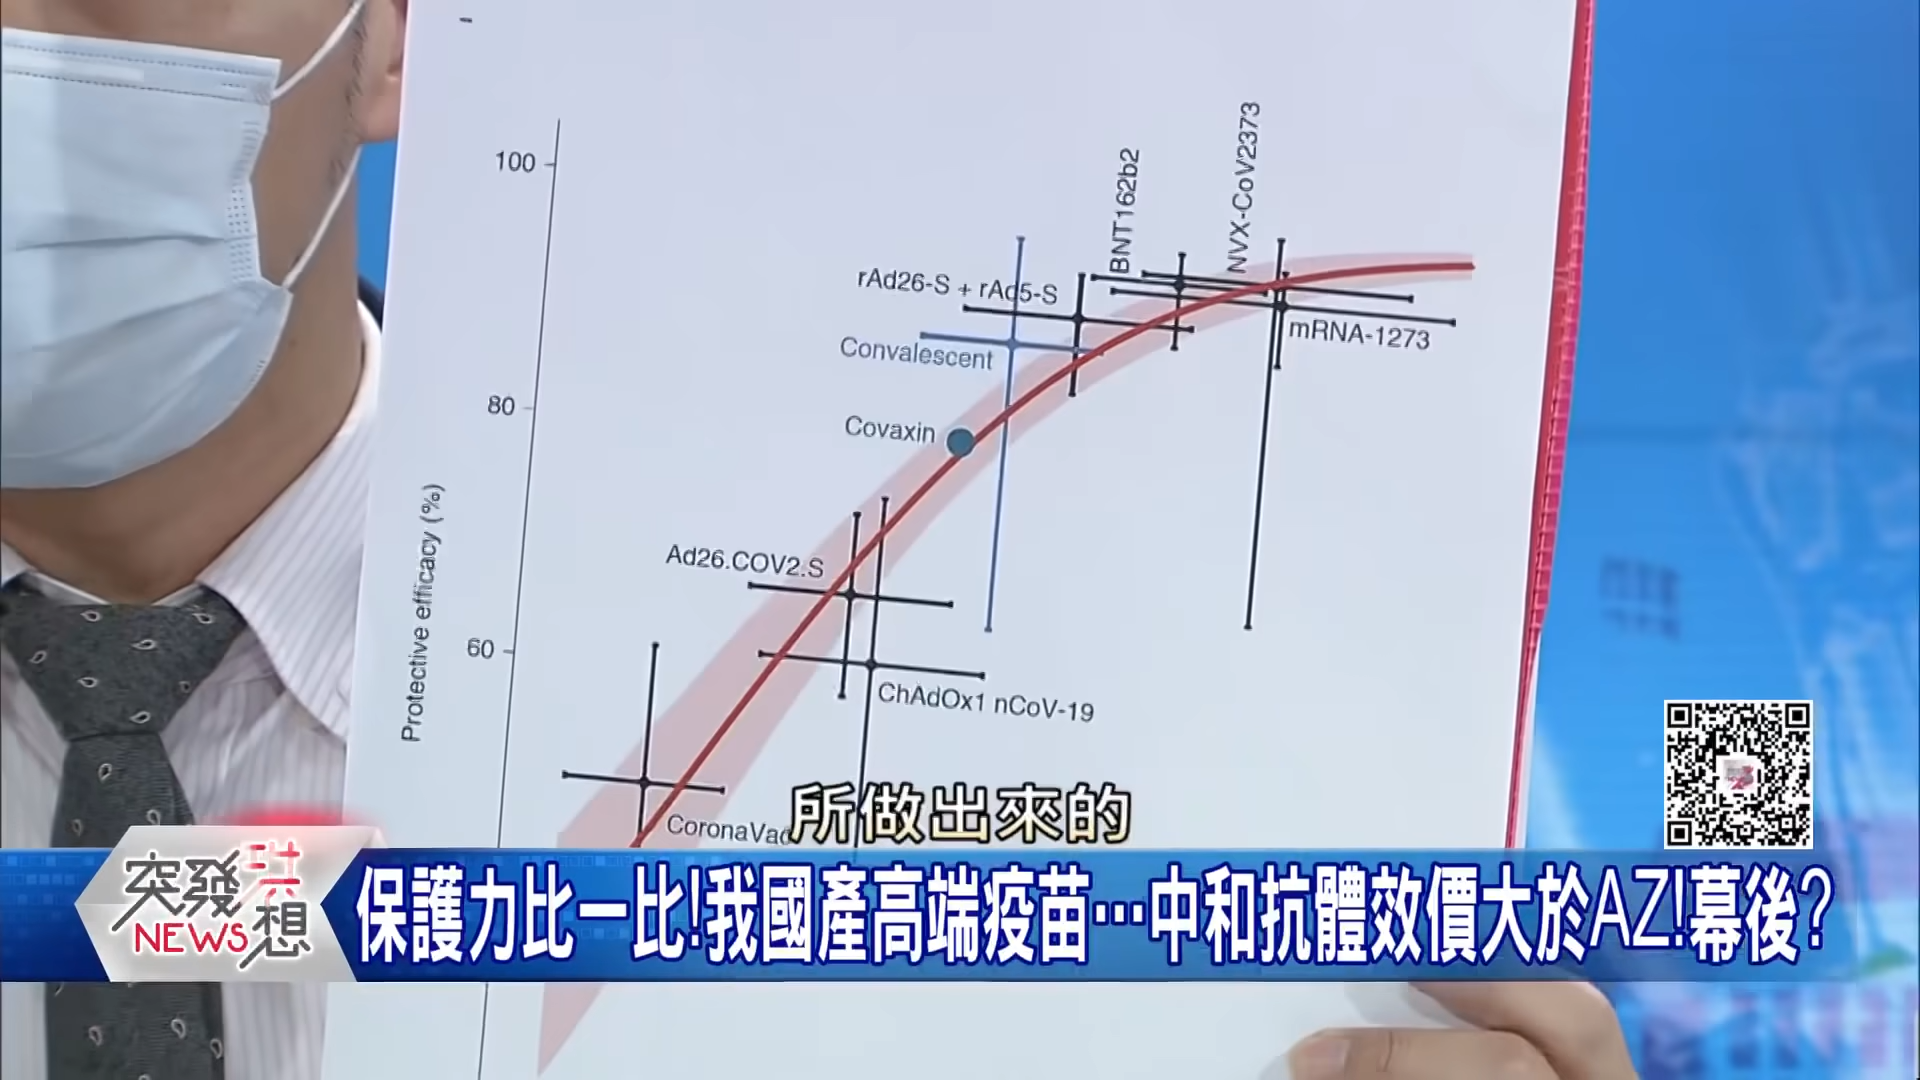 100
NVX-CoV2373
BNT162b2
rAd26-S + rAd5-S
mRNA-1273
Convalescent
80
Covaxin
Protective efficacy (%)
Ad26.COV2.S
60
ChAdOx1 nCoV-19
CoronaVac
所做出來的
突發琪想
NEWS
保護力比一比!我國產高端疫苗…中和抗體效價大於AZ!幕後?